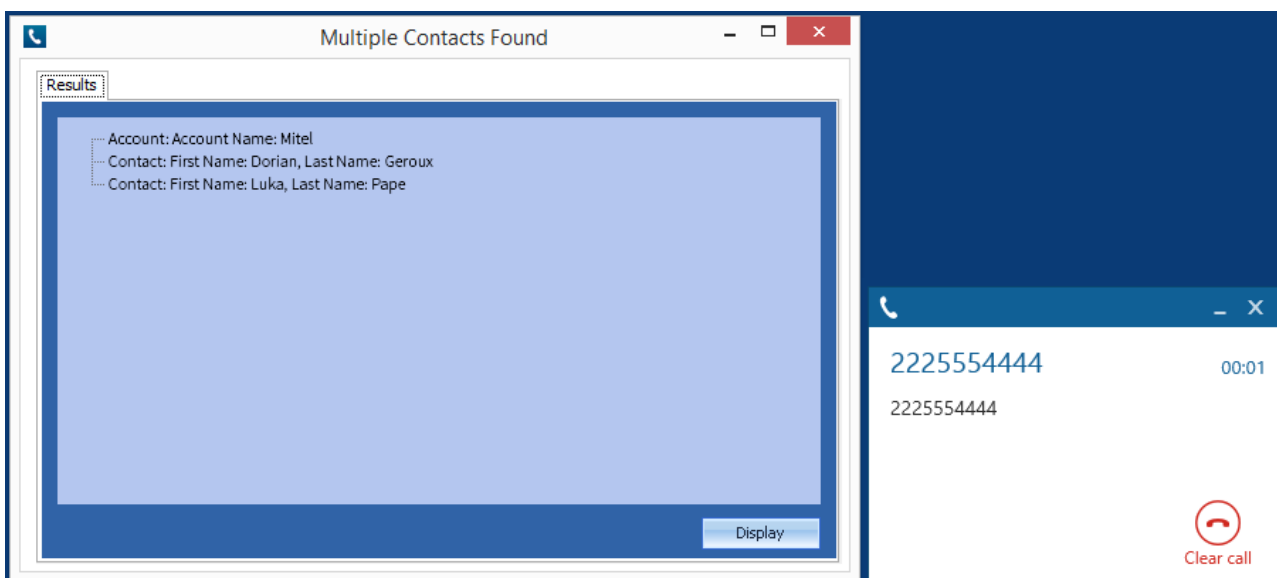 Multiple Contacts Found
Results
Account: Account Name: Mitel
Contact: First Name: Dorian, Last Name: Geroux
Contact: First Name: Luka, Last Name: Pape
Display
2225554444
00:01
2225554444
Clear call